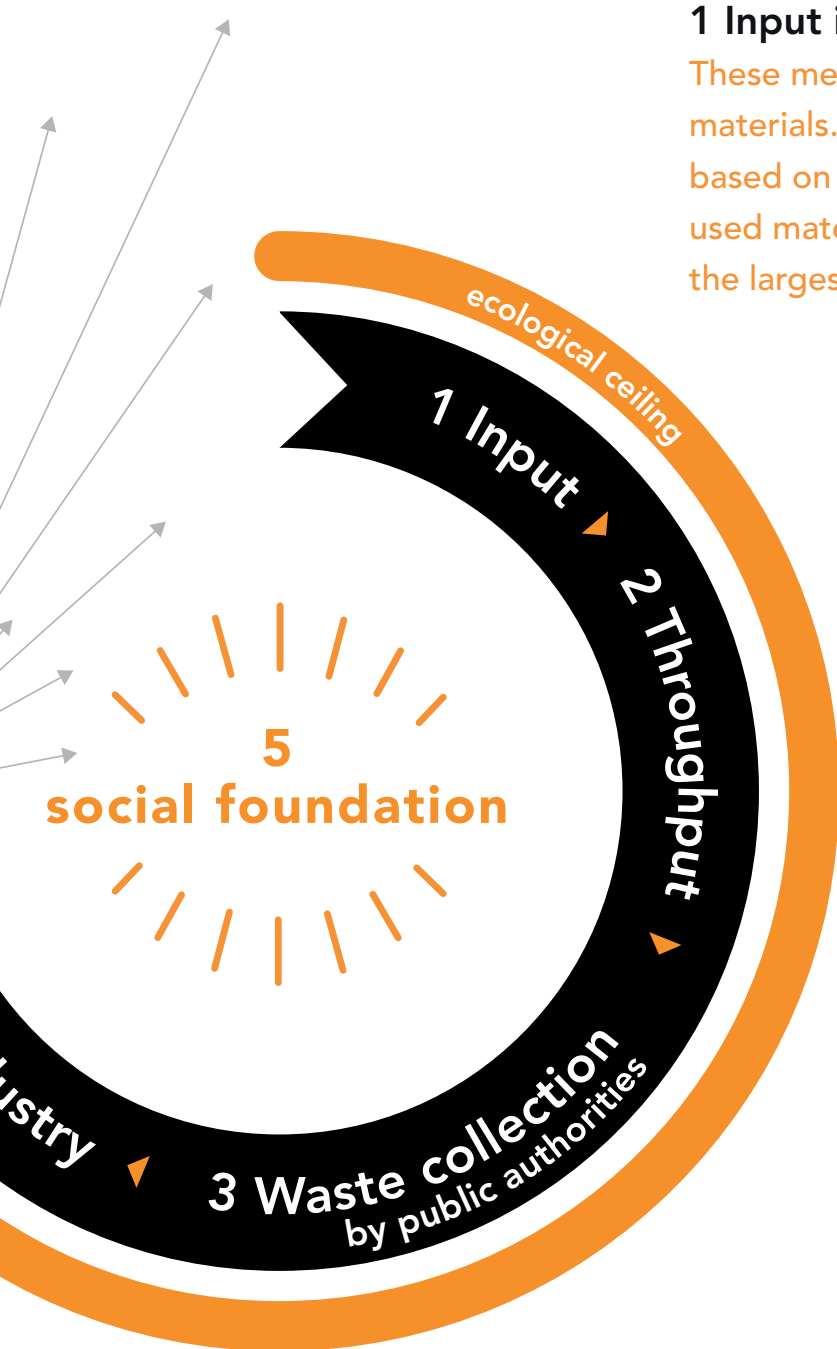 1 Input
These me
materials.
based on
used mate
the larges
ecological ceiling
1 Input
2 Throughput
3 Waste collection
by public authorities
ustry
5
social foundation